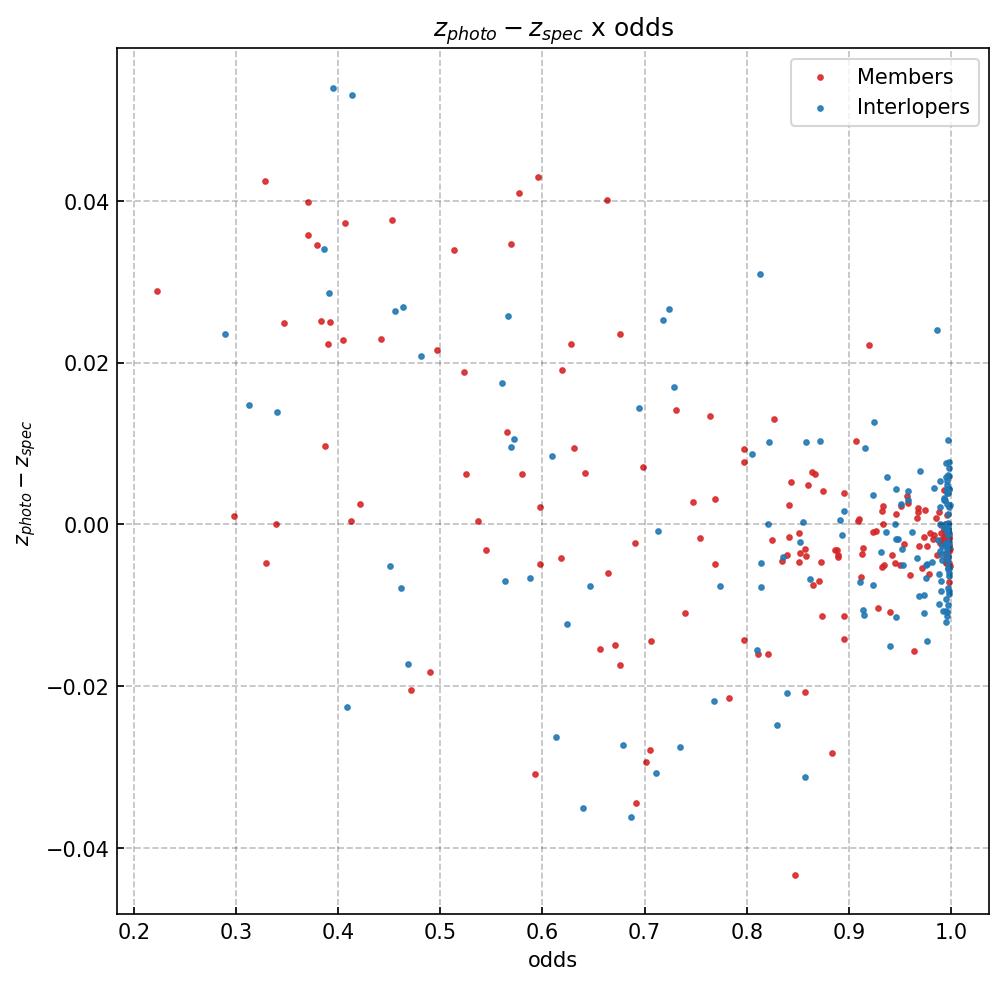 z_photo − z_spec x odds
Members
Interlopers
0.04
0.02
0.00
−0.02
−0.04
z_photo − z_spec
0.2 0.3 0.4 0.5 0.6 0.7 0.8 0.9 1.0
odds